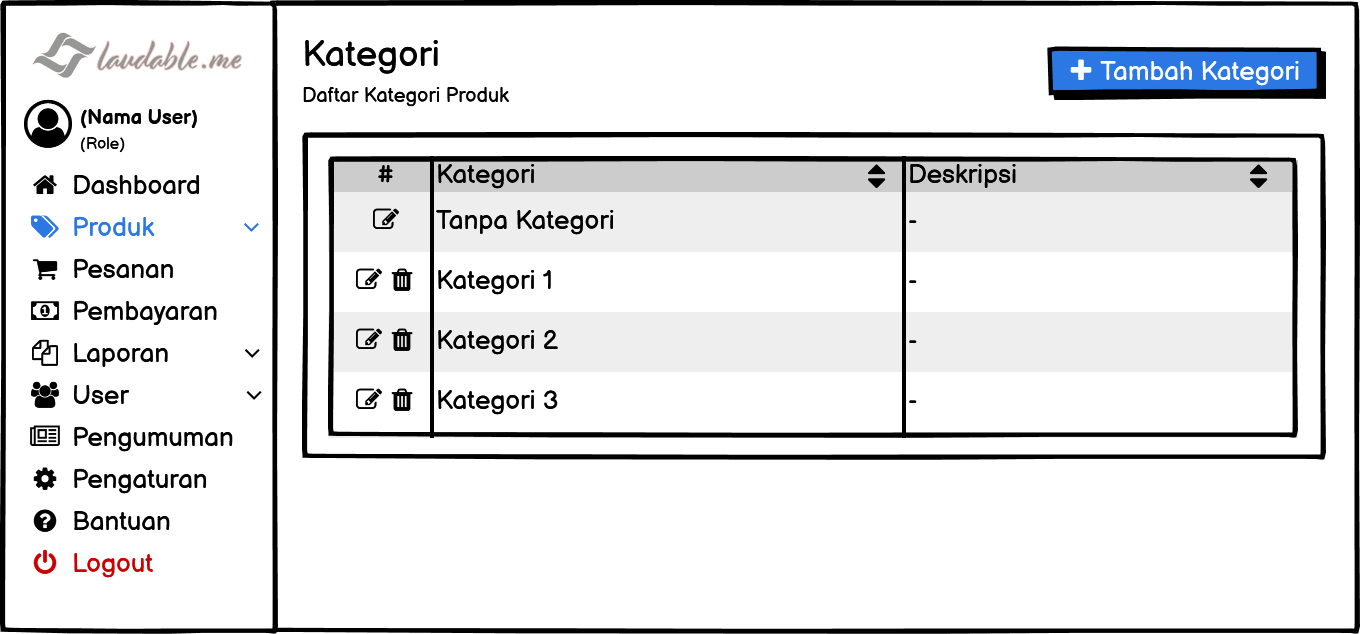 laudable.me
(Nama User)
(Role)
Dashboard
Produk
Pesanan
Pembayaran
Laporan
User
Pengumuman
Pengaturan
Bantuan
Logout
Kategori
Daftar Kategori Produk
+ Tambah Kategori
# Kategori Deskripsi
Tanpa Kategori -
Kategori 1 -
Kategori 2 -
Kategori 3 -